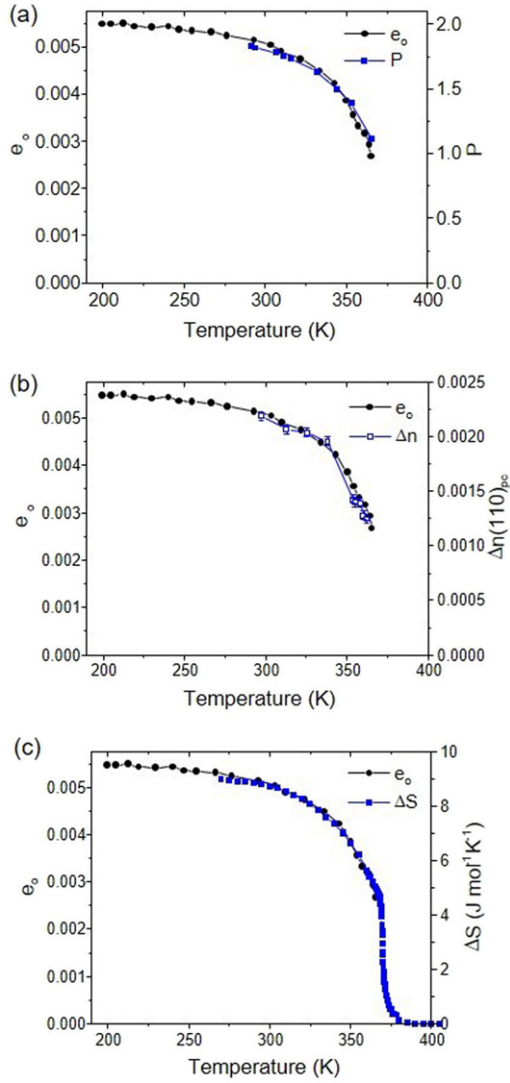 (a)
0.005
0.004
0.003
0.002
0.001
0.000
eₒ
2.0
1.5
1.0
0.5
0.0
P
eₒ
P
200 250 300 350 400
Temperature (K)
(b)
0.005
0.004
0.003
0.002
0.001
0.000
eₒ
0.0025
0.0020
0.0015
0.0010
0.0005
0.0000
Δn(110)pc
eₒ
Δn
200 250 300 350 400
Temperature (K)
(c)
0.005
0.004
0.003
0.002
0.001
0.000
eₒ
10
8
6
4
2
0
ΔS (J mol¹K⁻¹)
eₒ
ΔS
200 250 300 350 400
Temperature (K)